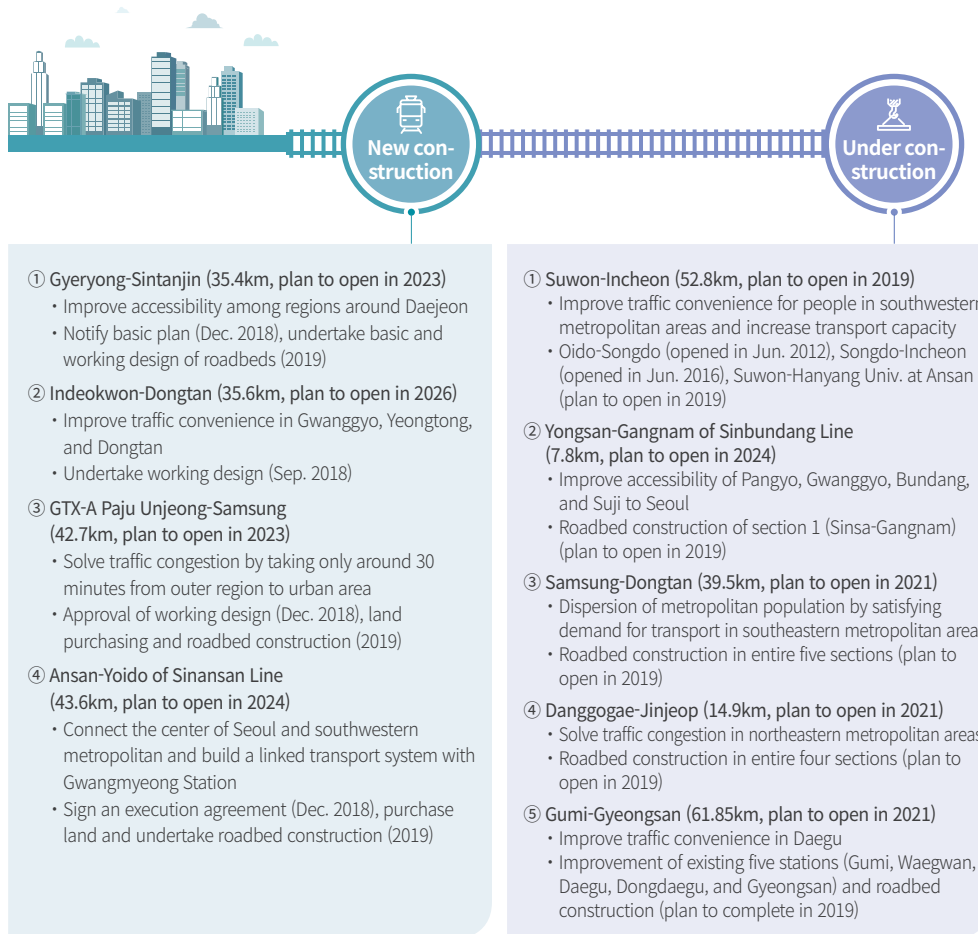 New con-
struction
Under con-
struction
① Gyeryong-Sintanjin (35.4km, plan to open in 2023)
・Improve accessibility among regions around Daejeon
・Notify basic plan (Dec. 2018), undertake basic and
working design of roadbeds (2019)
② Indeokwon-Dongtan (35.6km, plan to open in 2026)
・Improve traffic convenience in Gwanggyo, Yeongtong,
and Dongtan
・Undertake working design (Sep. 2018)
③ GTX-A Paju Unjeong-Samsung
(42.7km, plan to open in 2023)
・Solve traffic congestion by taking only around 30
minutes from outer region to urban area
・Approval of working design (Dec. 2018), land
purchasing and roadbed construction (2019)
④ Ansan-Yoido of Sinansan Line
(43.6km, plan to open in 2024)
・Connect the center of Seoul and southwestern
metropolitan and build a linked transport system with
Gwangmyeong Station
・Sign an execution agreement (Dec. 2018), purchase
land and undertake roadbed construction (2019)
① Suwon-Incheon (52.8km, plan to open in 2019)
・Improve traffic convenience for people in southwestern
metropolitan areas and increase transport capacity
・Oido-Songdo (opened in Jun. 2012), Songdo-Incheon
(opened in Jun. 2016), Suwon-Hanyang Univ. at Ansan
(plan to open in 2019)
② Yongsan-Gangnam of Sinbundang Line
(7.8km, plan to open in 2024)
・Improve accessibility of Pangyo, Gwanggyo, Bundang,
and Suji to Seoul
・Roadbed construction of section 1 (Sinsa-Gangnam)
(plan to open in 2019)
③ Samsung-Dongtan (39.5km, plan to open in 2021)
・Dispersion of metropolitan population by satisfying
demand for transport in southeastern metropolitan area
・Roadbed construction in entire five sections (plan to
open in 2019)
④ Danggogae-Jinjeop (14.9km, plan to open in 2021)
・Solve traffic congestion in northeastern metropolitan areas
・Roadbed construction in entire four sections (plan to
open in 2019)
⑤ Gumi-Gyeongsan (61.85km, plan to open in 2021)
・Improve traffic convenience in Daegu
・Improvement of existing five stations (Gumi, Waegwan,
Daegu, Dongdaegu, and Gyeongsan) and roadbed
construction (plan to complete in 2019)